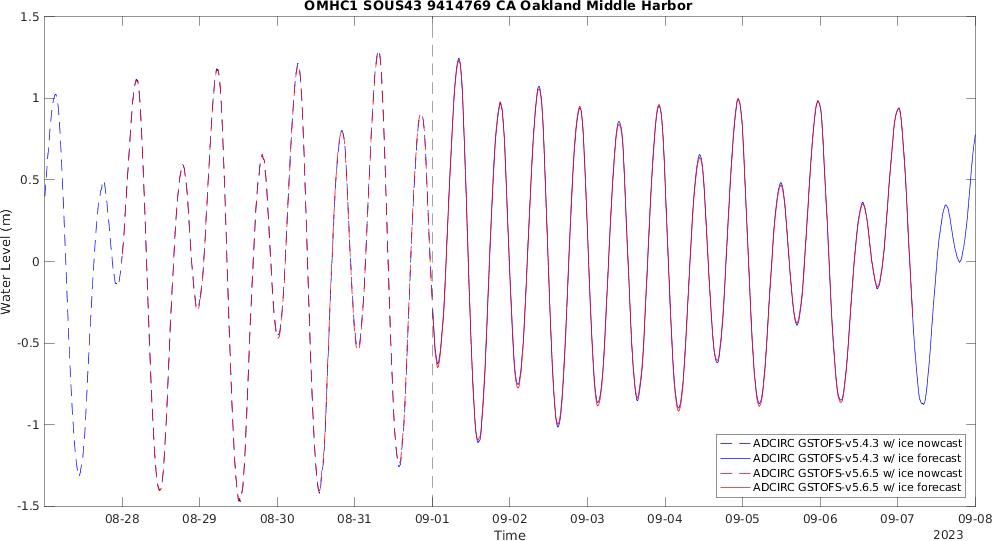 OMHC1 SOUS43 9414769 CA Oakland Middle Harbor
1.5
1
0.5
0
-0.5
-1
-1.5
Water Level (m)
08-28 08-29 08-30 08-31 09-01 09-02 09-03 09-04 09-05 09-06 09-07 09-08
Time
2023
ADCIRC GSTOFS-v5.4.3 w/ ice nowcast
ADCIRC GSTOFS-v5.4.3 w/ ice forecast
ADCIRC GSTOFS-v5.6.5 w/ ice nowcast
ADCIRC GSTOFS-v5.6.5 w/ ice forecast